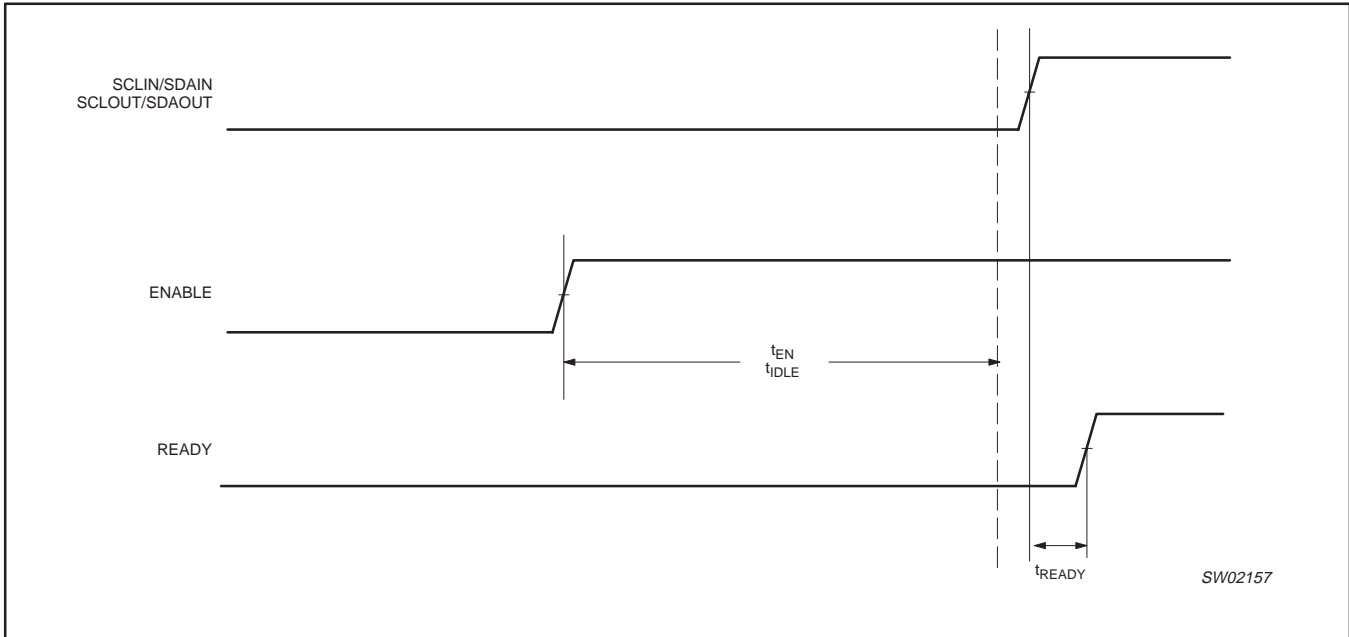 SCLIN/SDAIN
SCLOUT/SDAOUT
ENABLE
tEN
tIDLE
READY
tREADY
SW02157